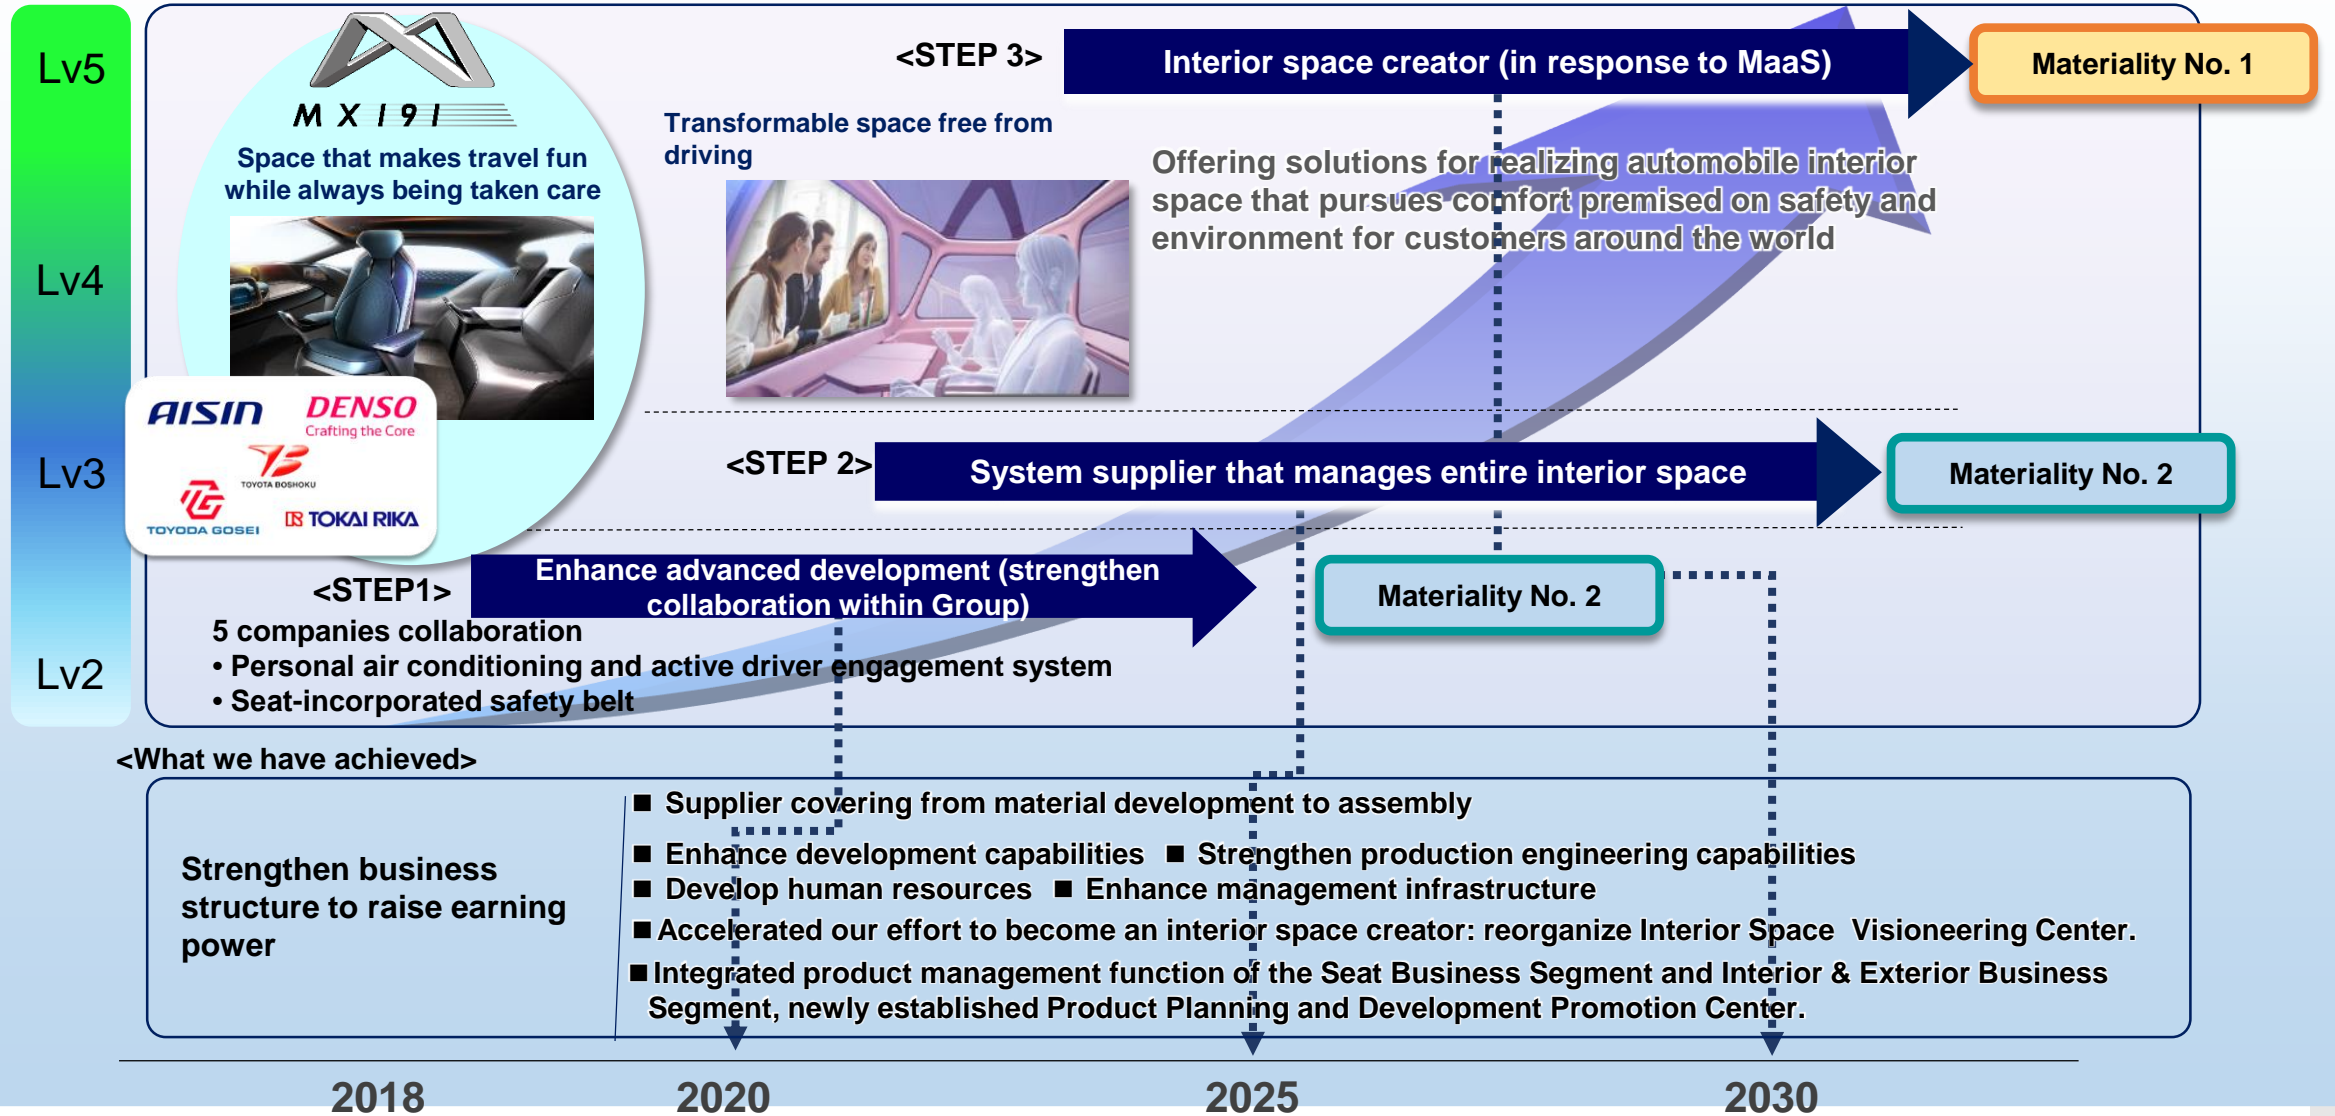 Lv5
Lv4
Lv3
Lv2
MX191
Space that makes travel fun
while always being taken care
AISIN
DENSO
Crafting the Core
TOYOTA BOSHOKU
TOYODA GOSEI
TOKAI RIKA
<STEP 3>
Interior space creator (in response to MaaS)
Materiality No. 1
Transformable space free from
driving
Offering solutions for realizing automobile interior
space that pursues comfort premised on safety and
environment for customers around the world
<STEP 2>
System supplier that manages entire interior space
Materiality No. 2
<STEP1>
Enhance advanced development (strengthen
collaboration within Group)
Materiality No. 2
5 companies collaboration
• Personal air conditioning and active driver engagement system
• Seat-incorporated safety belt
<What we have achieved>
Strengthen business
structure to raise earning
power
■ Supplier covering from material development to assembly
■ Enhance development capabilities ■ Strengthen production engineering capabilities
■ Develop human resources ■ Enhance management infrastructure
■ Accelerated our effort to become an interior space creator: reorganize Interior Space Visioneering Center.
■ Integrated product management function of the Seat Business Segment and Interior & Exterior Business
Segment, newly established Product Planning and Development Promotion Center.
2018
2020
2025
2030